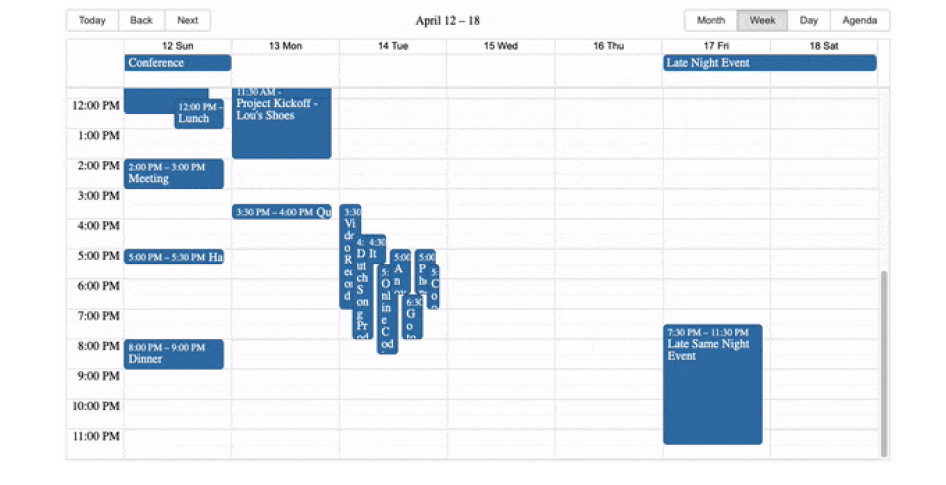 Today Back Next April 12 – 18 Month Week Day Agenda
12 Sun 13 Mon 14 Tue 15 Wed 16 Thu 17 Fri 18 Sat
Conference Late Night Event
11:30 AM –
Project Kickoff -
Lou's Shoes
12:00 PM
12:00 PM –
Lunch
1:00 PM
2:00 PM
2:00 PM – 3:00 PM
Meeting
3:00 PM
3:30 PM – 4:00 PM Qu
3:30
Vi
d
o
R
e
o
d
4:00 PM
4:
D
ut
ch
S
on
g
Pr
od
4:30
It
5:00 PM
5:00 PM – 5:30 PM Ha
5:00
A
n
5:00
P
h
5:
O
nl
in
e
C
od
5:
C
o
o
6:00 PM
6:30
G
o
to
7:00 PM
7:30 PM – 11:30 PM
Late Same Night
Event
8:00 PM
8:00 PM – 9:00 PM
Dinner
9:00 PM
10:00 PM
11:00 PM